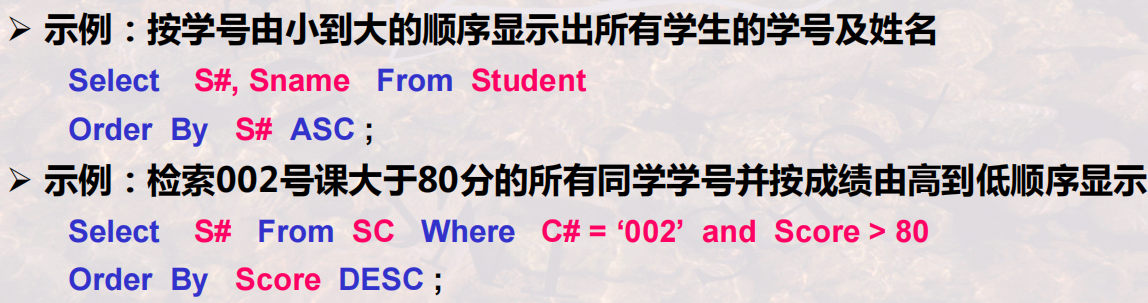 ➢ 示例：按学号由小到大的顺序显示出所有学生的学号及姓名
Select S#, Sname From Student
Order By S# ASC ;
➢ 示例：检索002号课大于80分的所有同学学号并按成绩由高到低顺序显示
Select S# From SC Where C# = ‘002’ and Score > 80
Order By Score DESC ;